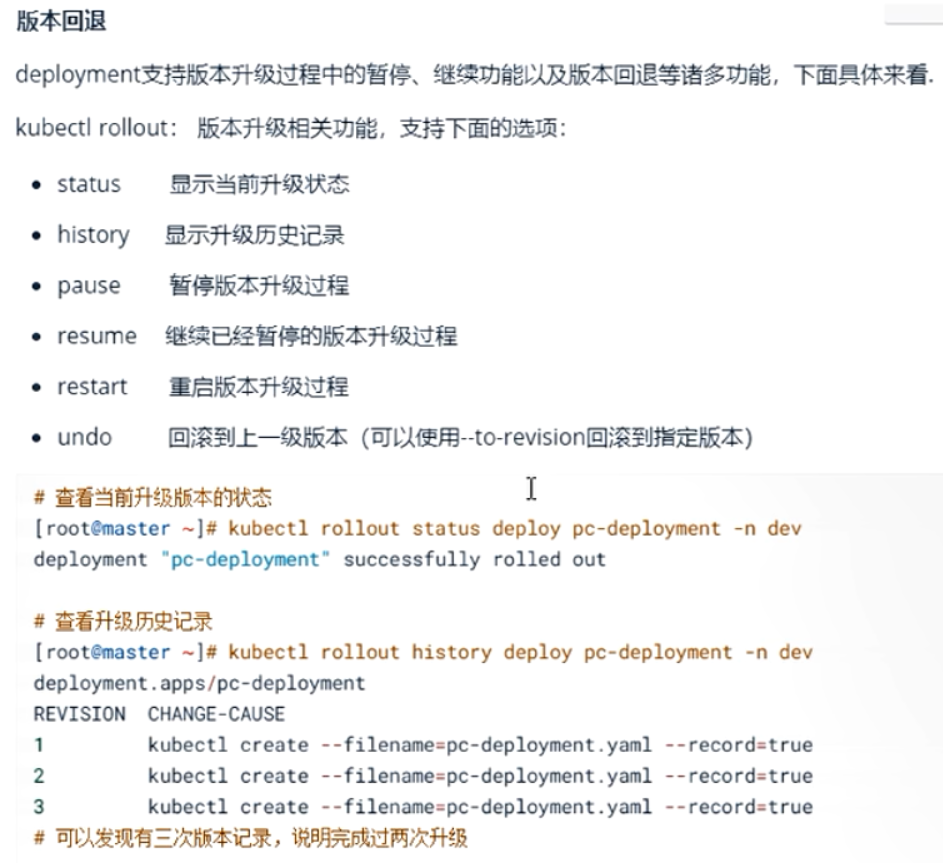 版本回退
deployment支持版本升级过程中的暂停、继续功能以及版本回退等诸多功能，下面具体来看.
kubectl rollout： 版本升级相关功能，支持下面的选项：
• status 显示当前升级状态
• history 显示升级历史记录
• pause 暂停版本升级过程
• resume 继续已经暂停的版本升级过程
• restart 重启版本升级过程
• undo 回滚到上一级版本（可以使用--to-revision回滚到指定版本）
# 查看当前升级版本的状态
[root@master ~]# kubectl rollout status deploy pc-deployment -n dev
deployment "pc-deployment" successfully rolled out
# 查看升级历史记录
[root@master ~]# kubectl rollout history deploy pc-deployment -n dev
deployment.apps/pc-deployment
REVISION CHANGE-CAUSE
1 kubectl create --filename=pc-deployment.yaml --record=true
2 kubectl create --filename=pc-deployment.yaml --record=true
3 kubectl create --filename=pc-deployment.yaml --record=true
# 可以发现有三次版本记录，说明完成过两次升级